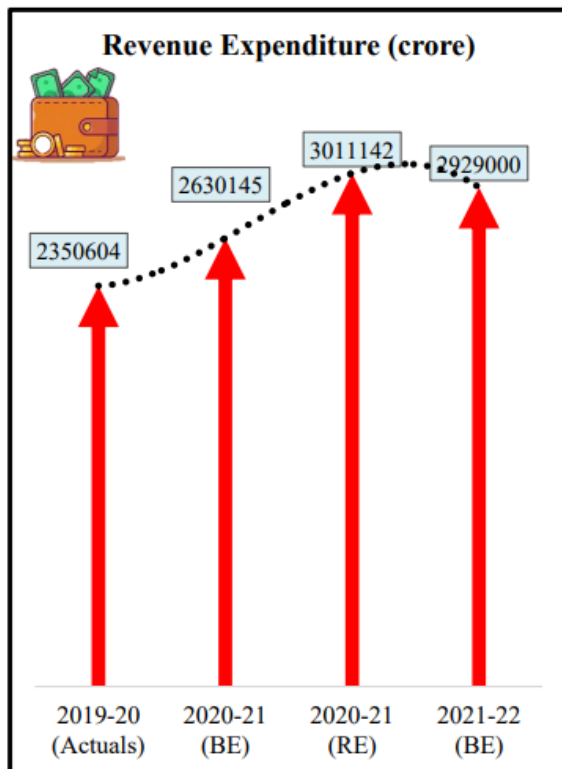 Revenue Expenditure (crore)
3011142
2929000
2630145
2350604
2019-20 2020-21 2020-21 2021-22
(Actuals) (BE) (RE) (BE)